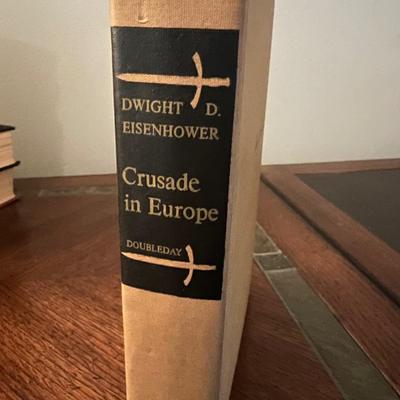 DWIGHT D.
EISENHOWER
Crusade
in Europe
DOUBLEDAY